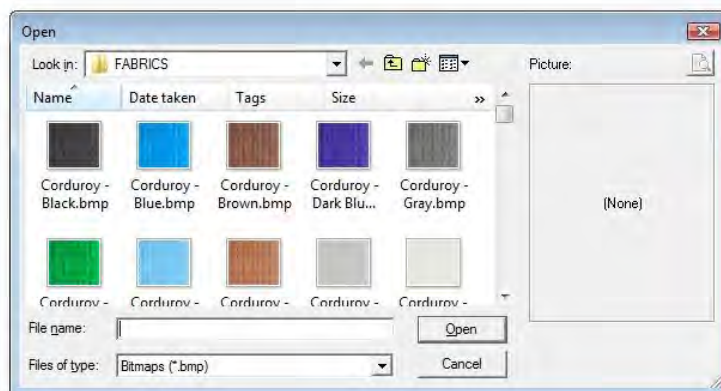 Open
Look in: FABRICS
Picture:
Name Date taken Tags Size »
Corduroy - Black.bmp
Corduroy - Blue.bmp
Corduroy - Brown.bmp
Corduroy - Dark Blu...
Corduroy - Gray.bmp
(None)
Corduroy - Corduroy - Corduroy - Corduroy - Corduroy -
File name: Open
Files of type: Bitmaps (*.bmp) Cancel